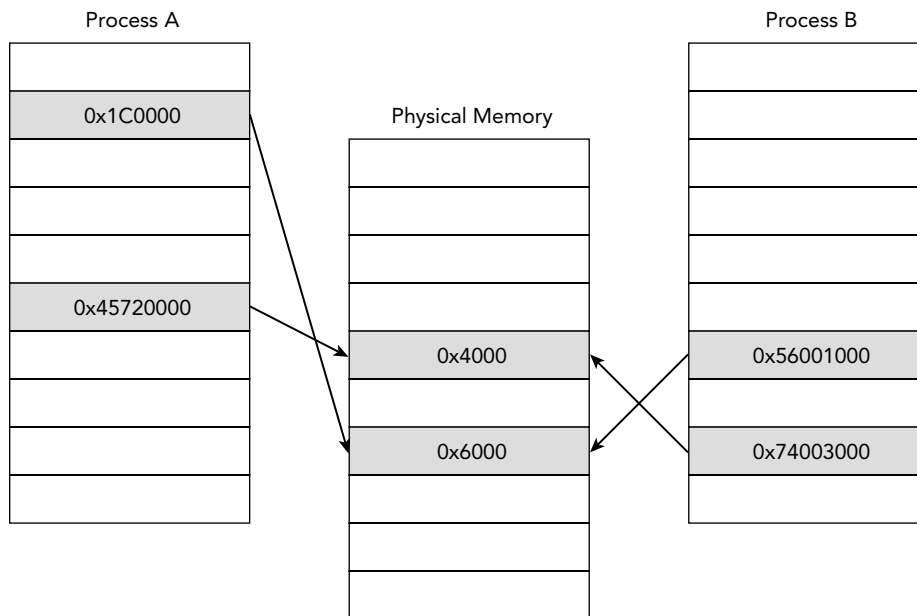 Process A
Process B
0x1C0000
Physical Memory
0x45720000
0x4000
0x56001000
0x6000
0x74003000